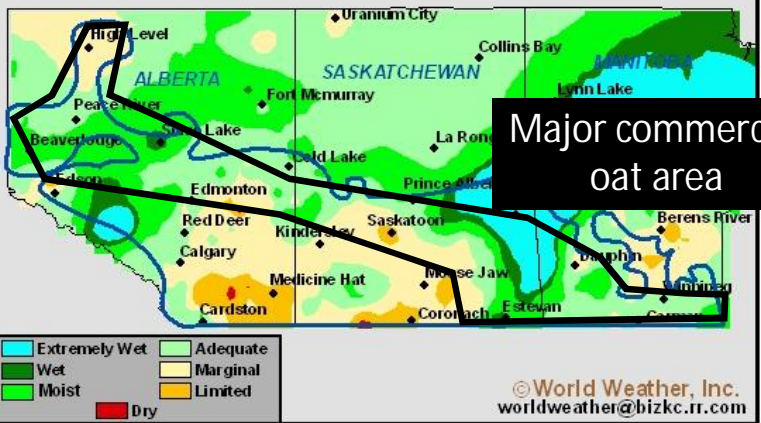 Uranium City
High Level
Collins Bay
ALBERTA
SASKATCHEWAN
MANITOBA
Fort Mcmurray
Lynn Lake
Peace River
Beaverlodge
Lake
La Rong
Major commerc
oat area
Cold Lake
Edson
Edmonton
Prince Alber
Red Deer
Kindersley
Saskatoon
Berens River
Calgary
Dauphin
Medicine Hat
Moose Jaw
Winnipeg
Cardston
Coronach
Estevan
Carman
Extremely Wet
Adequate
Wet
Marginal
Moist
Limited
Dry
©World Weather, Inc.
worldweather@bizkc.rr.com